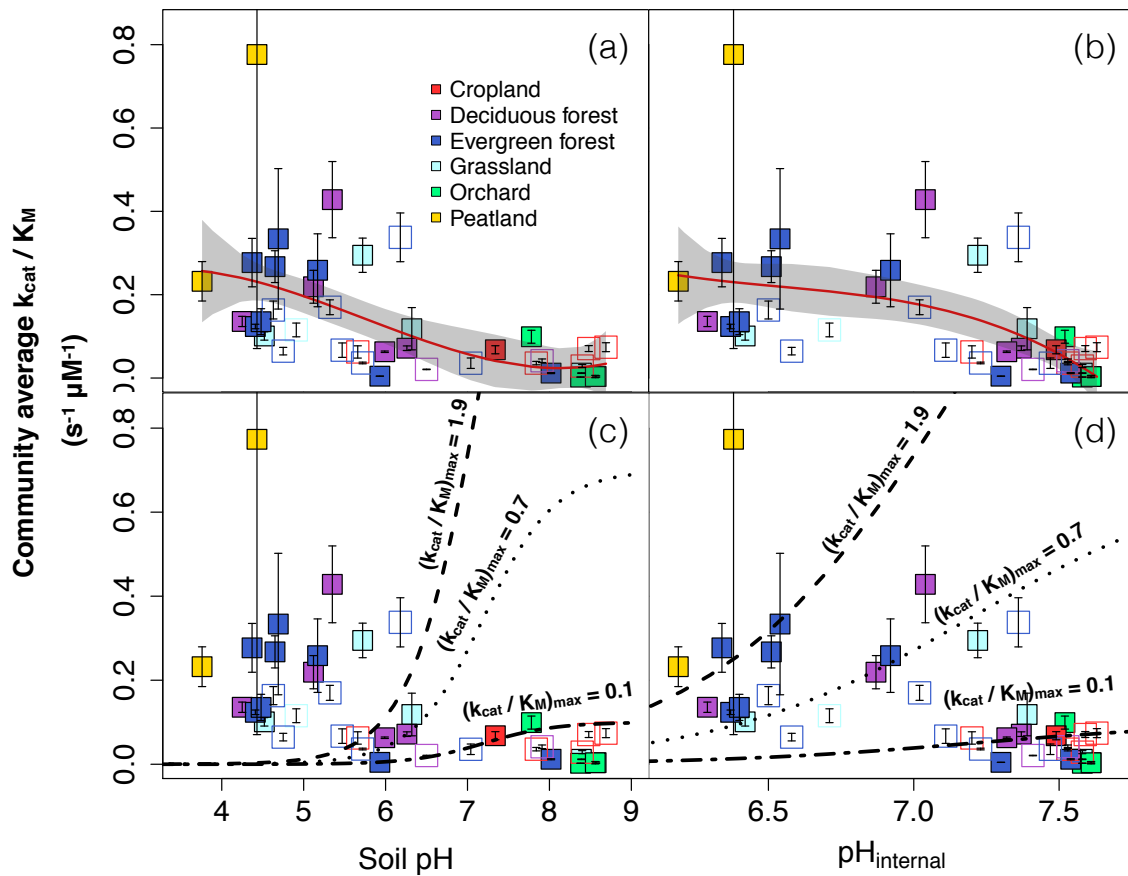 Community average kcat / KM
(s⁻¹ µM⁻¹)
0.8
0.6
0.4
0.2
0.0
(a)
Cropland
Deciduous forest
Evergreen forest
Grassland
Orchard
Peatland
(b)
0.8
0.6
0.4
0.2
0.0
(c)
(kcat / KM)max = 1.9
(kcat / KM)max = 0.7
(kcat / KM)max = 0.1
(d)
(kcat / KM)max = 1.9
(kcat / KM)max = 0.7
(kcat / KM)max = 0.1
4 5 6 7 8 9
6.5 7.0 7.5
Soil pH
pHinternal